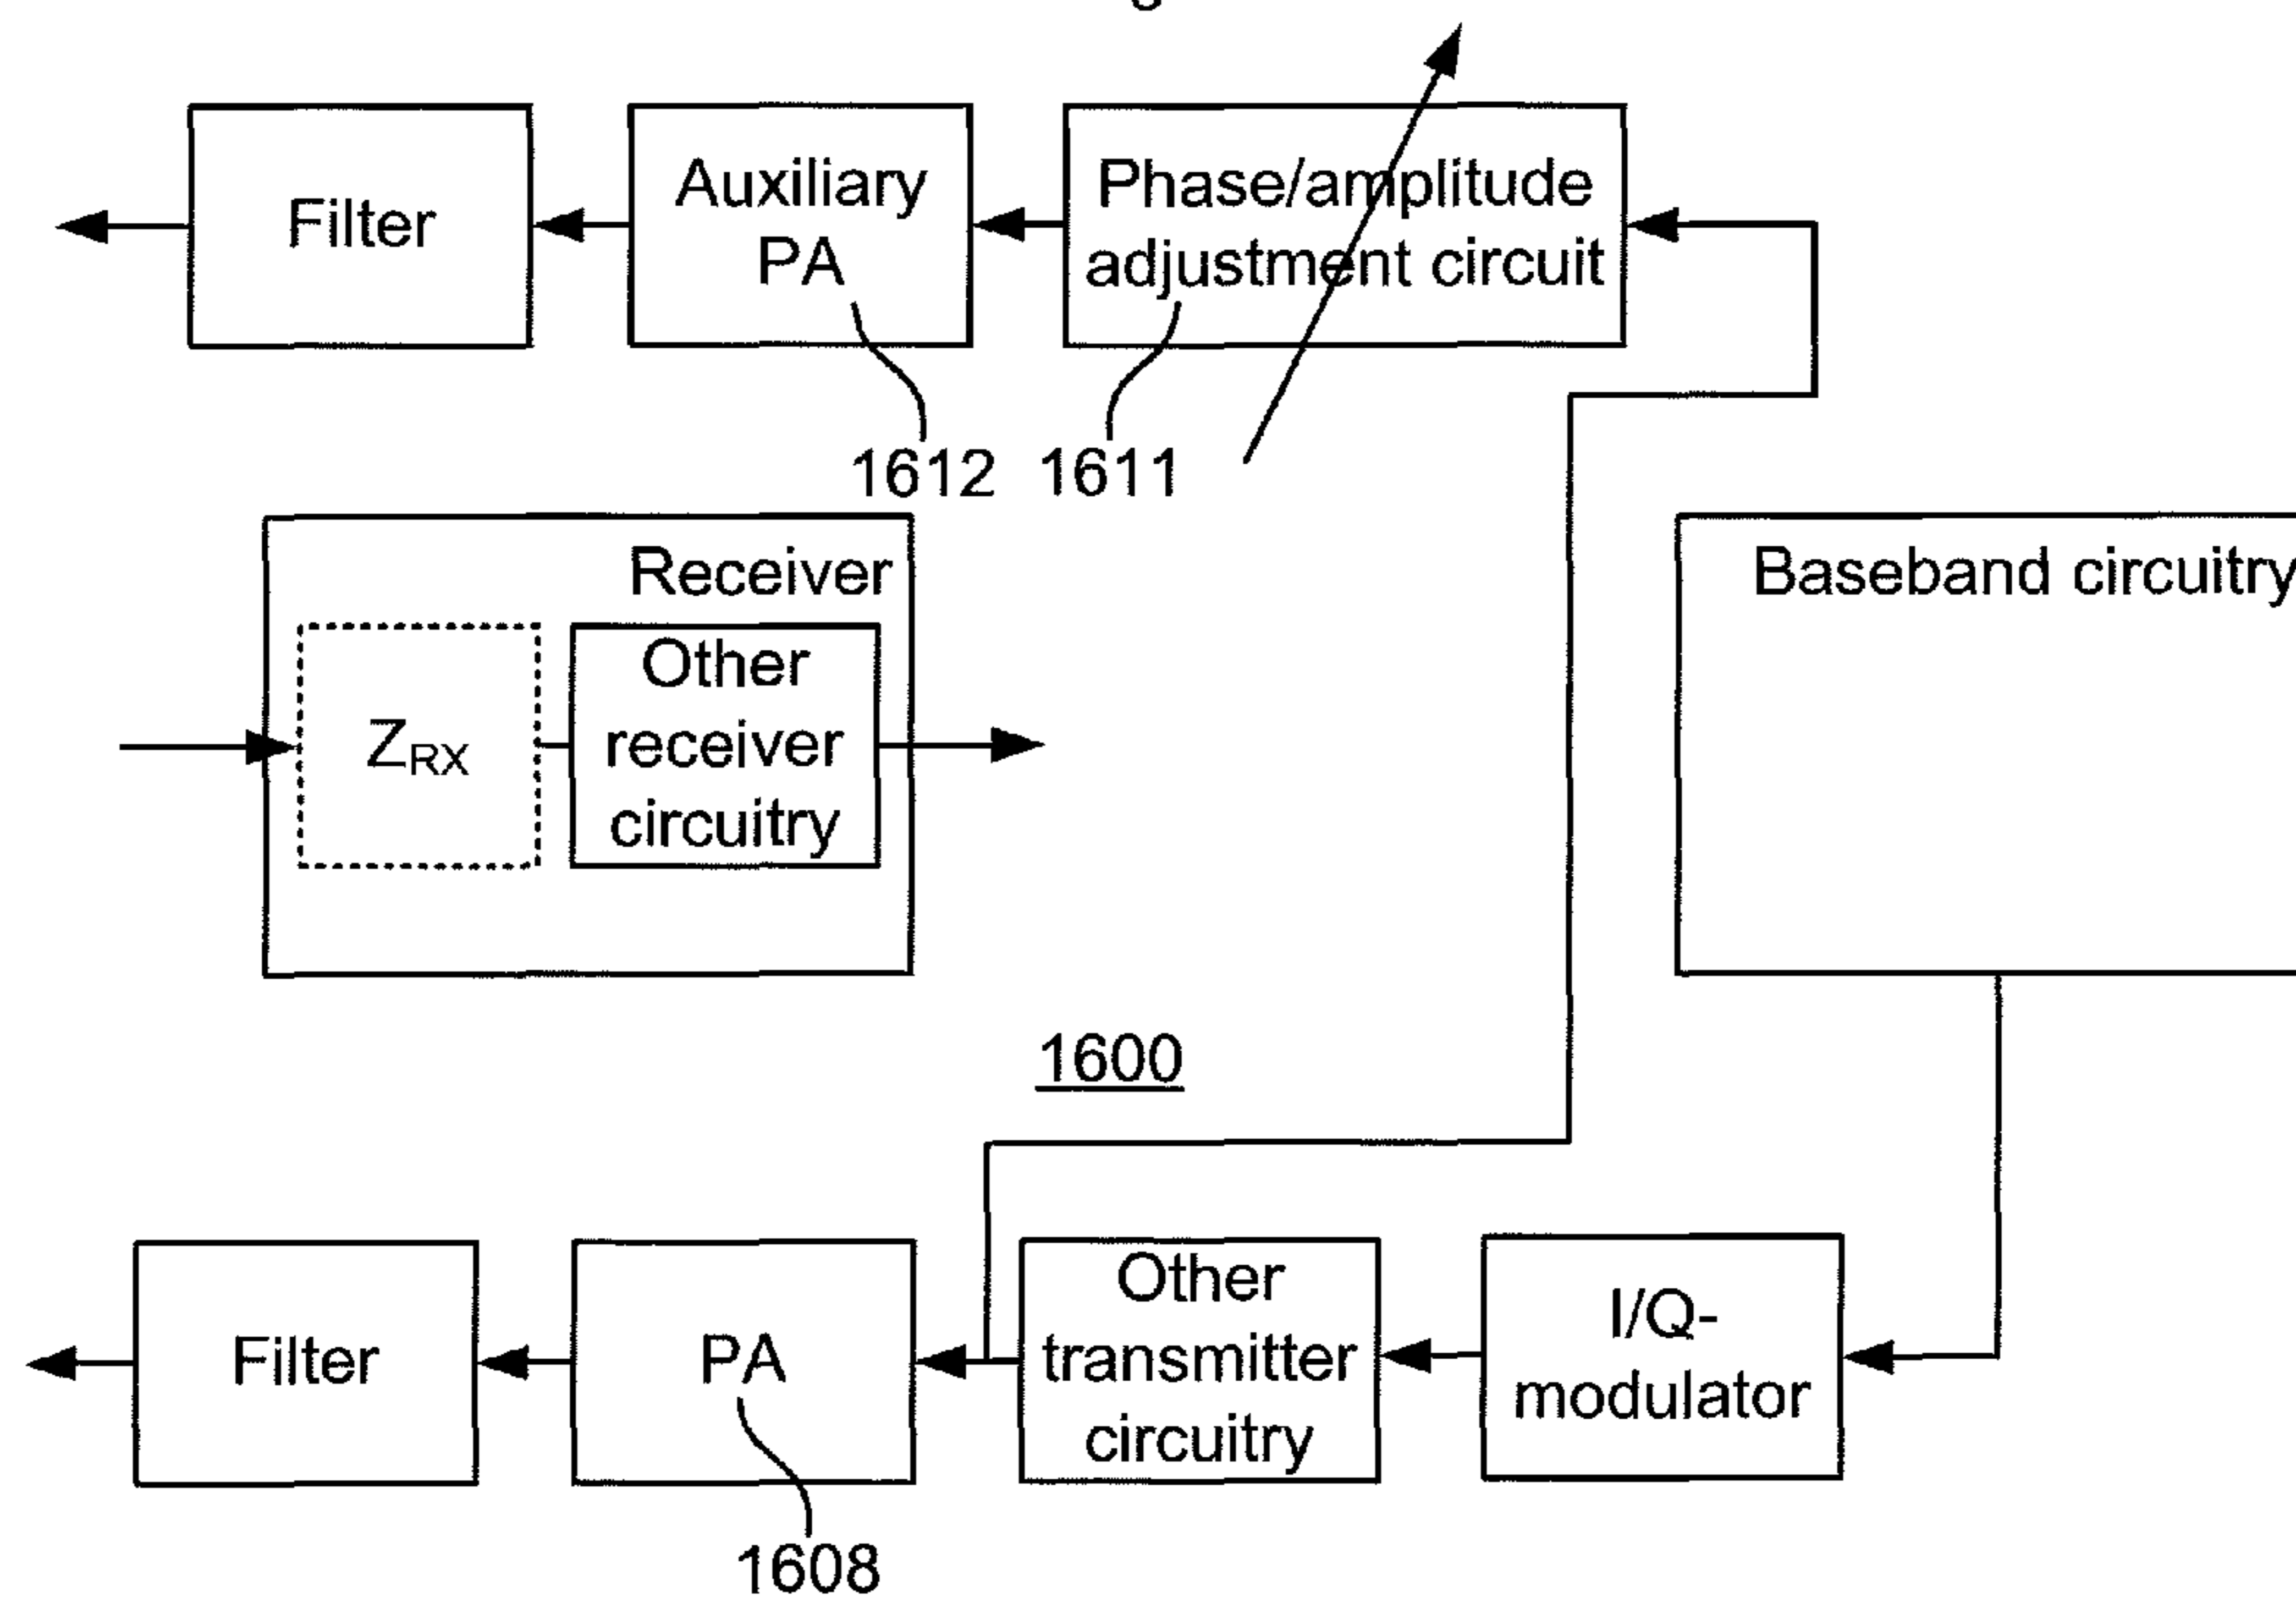 Filter
Auxiliary
PA
Phase/amplitude
adjustment circuit
1612
1611
Receiver
Z_RX
Other
receiver
circuitry
Baseband circuitry
1600
Filter
PA
Other
transmitter
circuitry
I/Q-
modulator
1608